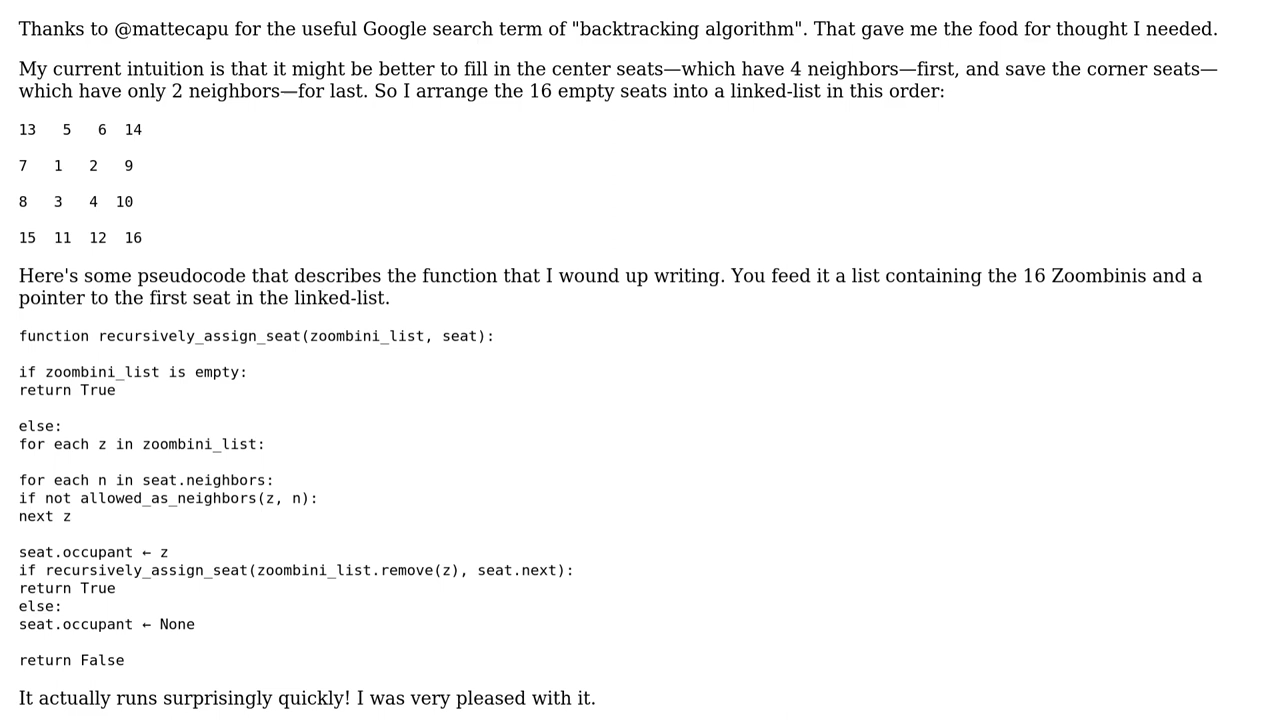 Thanks to @mattecapu for the useful Google search term of "backtracking algorithm". That gave me the food for thought I needed.
My current intuition is that it might be better to fill in the center seats—which have 4 neighbors—first, and save the corner seats—
which have only 2 neighbors—for last. So I arrange the 16 empty seats into a linked-list in this order:
13   5   6  14
7   1   2   9
8   3   4  10
15  11  12  16
Here's some pseudocode that describes the function that I wound up writing. You feed it a list containing the 16 Zoombinis and a
pointer to the first seat in the linked-list.
function recursively_assign_seat(zoombini_list, seat):
if zoombini_list is empty:
return True
else:
for each z in zoombini_list:
for each n in seat.neighbors:
if not allowed_as_neighbors(z, n):
next z
seat.occupant ← z
if recursively_assign_seat(zoombini_list.remove(z), seat.next):
return True
else:
seat.occupant ← None
return False
It actually runs surprisingly quickly! I was very pleased with it.